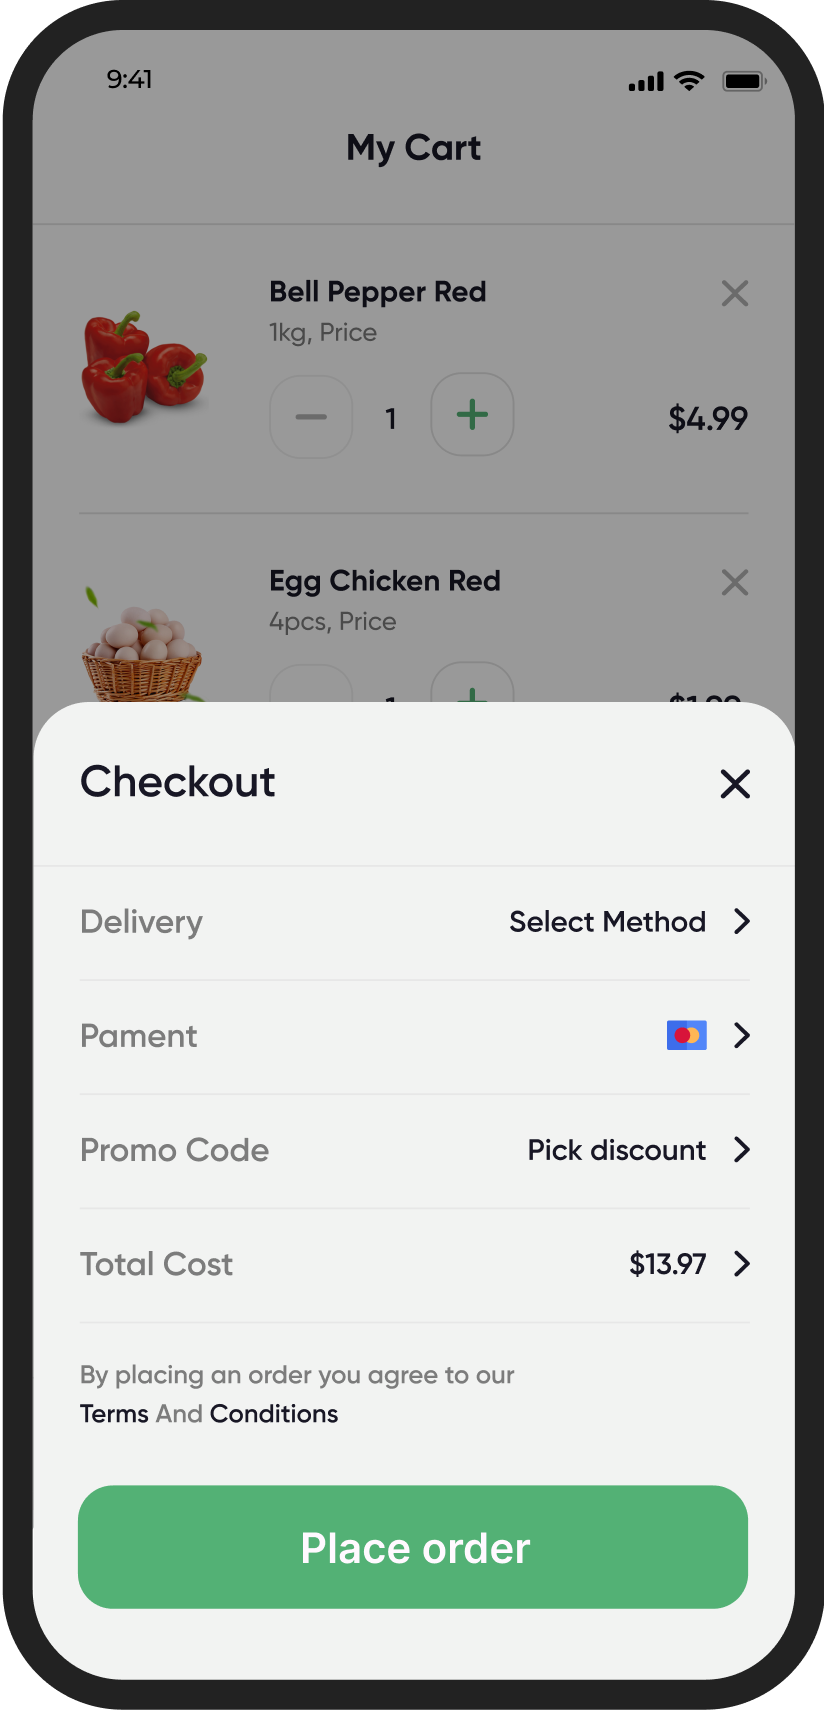 9:41
My Cart
Bell Pepper Red
1kg, Price
1
$4.99
Egg Chicken Red
4pcs, Price
1 $1.99
Checkout
Delivery Select Method
Pament
Promo Code Pick discount
Total Cost $13.97
By placing an order you agree to our
Terms And Conditions
Place order